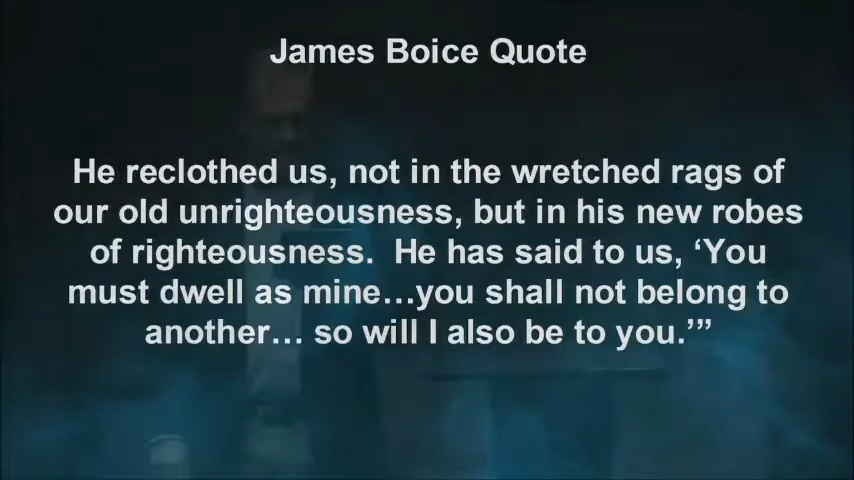 James Boice Quote
He reclothed us, not in the wretched rags of
our old unrighteousness, but in his new robes
of righteousness.  He has said to us, ‘You
must dwell as mine…you shall not belong to
another… so will I also be to you.’”